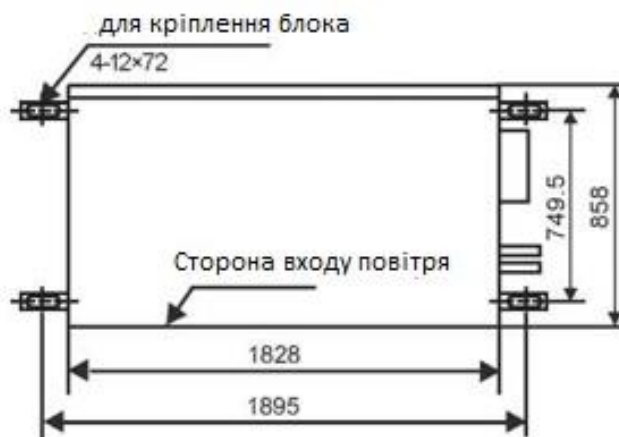 для кріплення блока
4-12×72
749.5
858
Сторона входу повітря
1828
1895